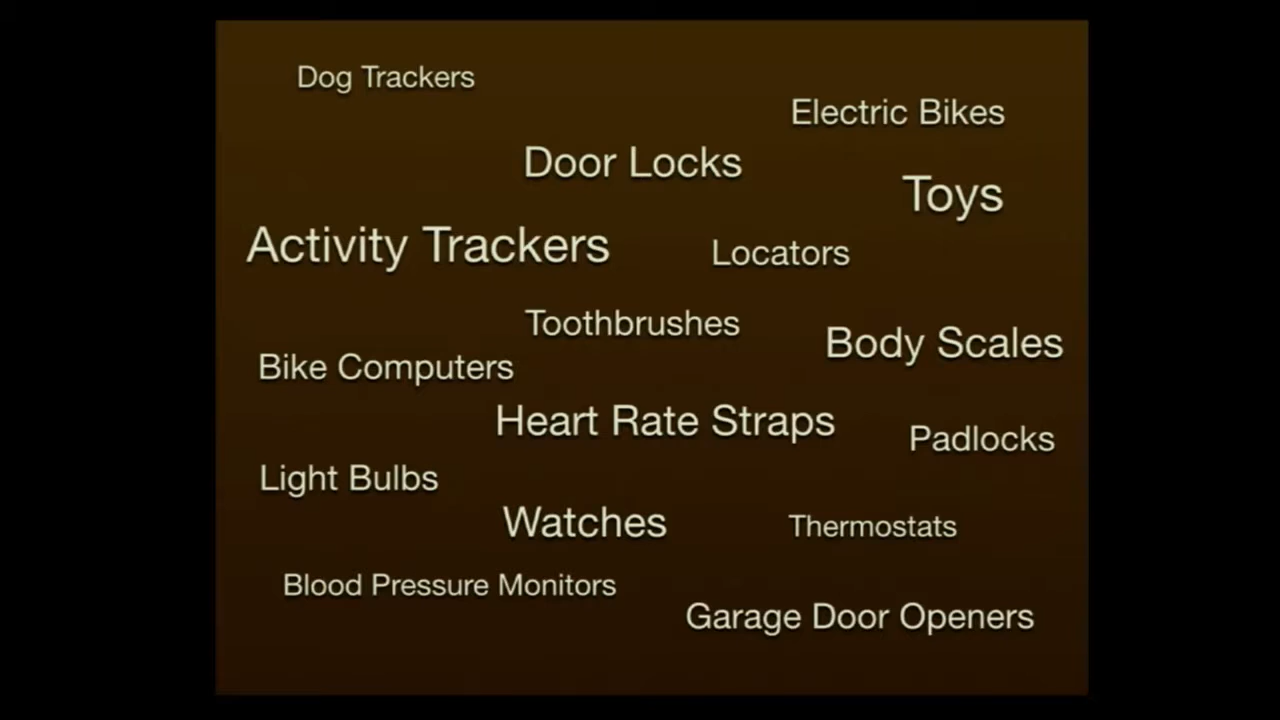 Dog Trackers
Electric Bikes
Door Locks
Toys
Activity Trackers
Locators
Toothbrushes
Body Scales
Bike Computers
Heart Rate Straps
Padlocks
Light Bulbs
Watches
Thermostats
Blood Pressure Monitors
Garage Door Openers